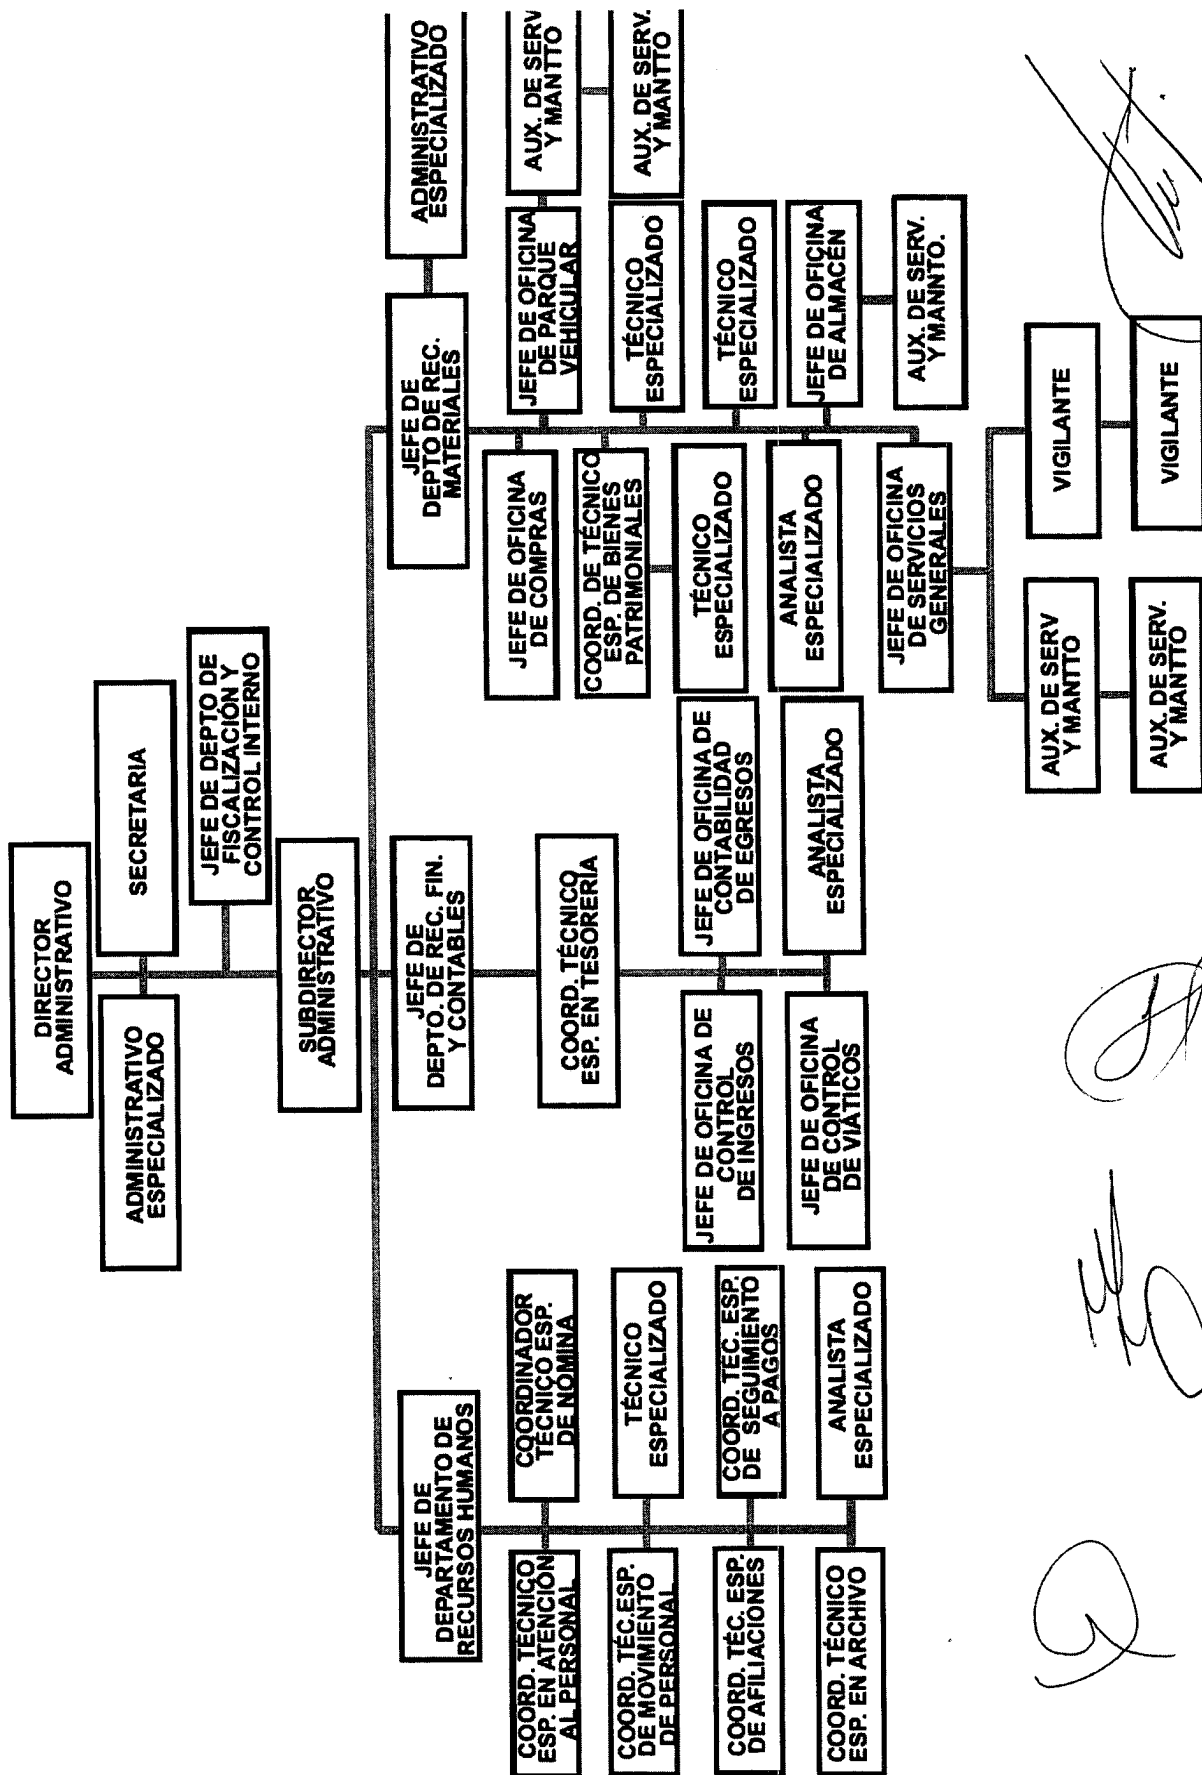 DIRECTOR
ADMINISTRATIVO
ADMINISTRATIVO
ESPECIALIZADO
SECRETARIA
JEFE DE DEPTO DE
FISCALIZACIÓN Y
CONTROL INTERNO
SUBDIRECTOR
ADMINISTRATIVO
JEFE DE
DEPARTAMENTO DE
RECURSOS HUMANOS
COORD. TÉCNICO
ESP. EN ATENCIÓN
AL PERSONAL
COORDINADOR
TÉCNICO ESP.
DE NÓMINA
COORD. TÉC.ESP.
DE MOVIMIENTO
DE PERSONAL
TÉCNICO
ESPECIALIZADO
COORD. TÉC. ESP.
DE AFILIACIONES
COORD. TEC. ESP.
DE SEGUIMIENTO
A PAGOS
COORD. TÉCNICO
ESP. EN ARCHIVO
ANALISTA
ESPECIALIZADO
JEFE DE
DEPTO. DE REC. FIN.
Y CONTABLES
COORD. TÉCNICO
ESP. EN TESORERÍA
JEFE DE OFICINA DE
CONTROL
DE INGRESOS
JEFE DE OFICINA DE
CONTABILIDAD
DE EGRESOS
JEFE DE OFICINA
DE CONTROL
DE VIÁTICOS
ANALISTA
ESPECIALIZADO
JEFE DE
DEPTO DE REC.
MATERIALES
ADMINISTRATIVO
ESPECIALIZADO
JEFE DE OFICINA
DE COMPRAS
JEFE DE OFICINA
DE PARQUE
VEHICULAR
AUX. DE SERV
Y MANTTO
COORD. DE TÉCNICO
ESP. DE BIENES
PATRIMONIALES
TÉCNICO
ESPECIALIZADO
AUX. DE SERV.
Y MANTTO
TÉCNICO
ESPECIALIZADO
TÉCNICO
ESPECIALIZADO
ANALISTA
ESPECIALIZADO
JEFE DE OFICINA
DE ALMACÉN
JEFE DE OFICINA
DE SERVICIOS
GENERALES
AUX. DE SERV.
Y MANNTO.
AUX. DE SERV
Y MANTTO
VIGILANTE
AUX. DE SERV.
Y MANTTO
VIGILANTE